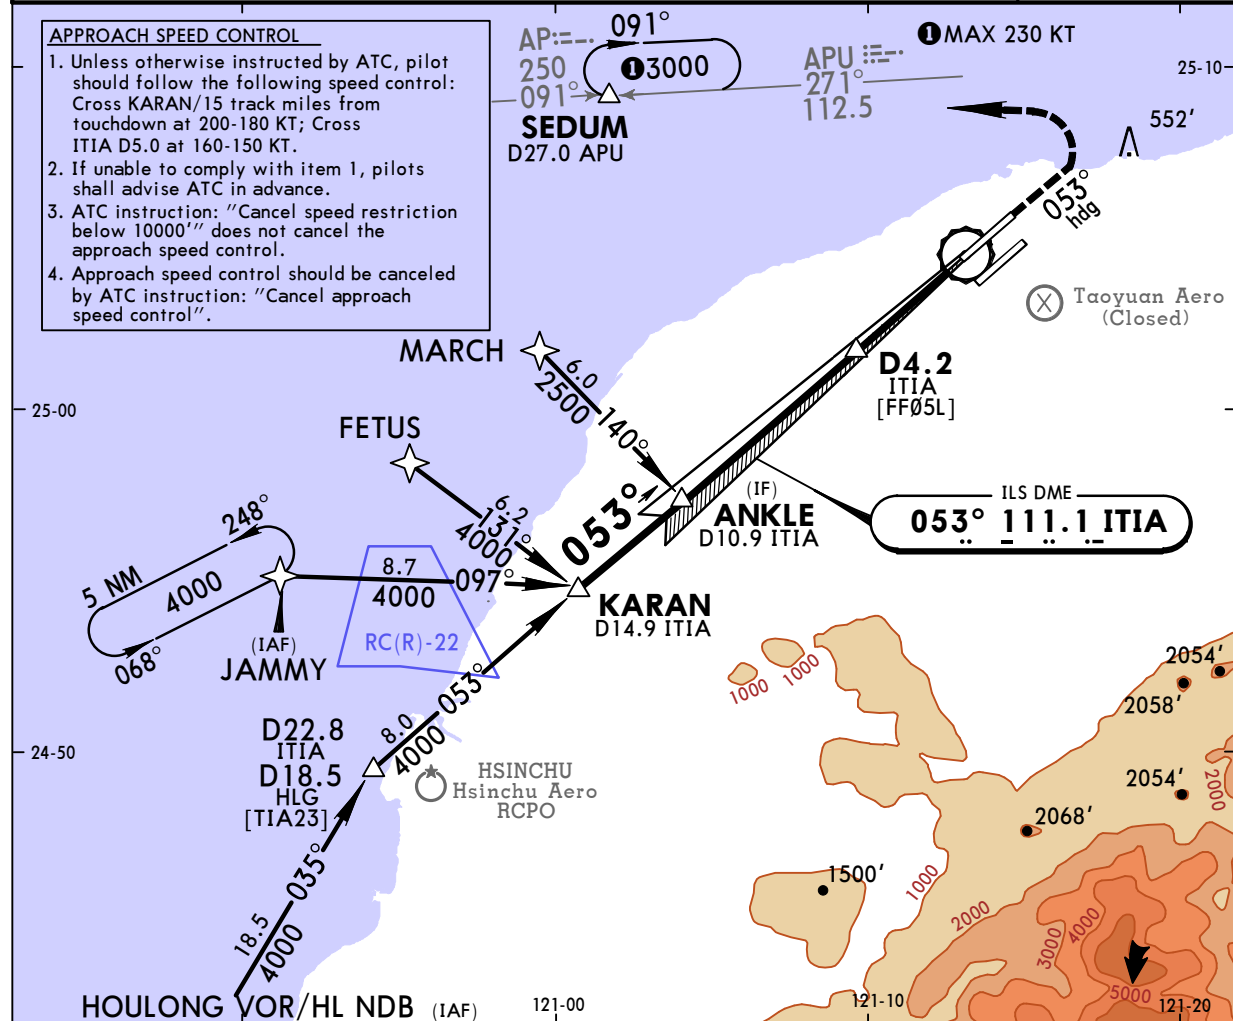 APPROACH SPEED CONTROL
1. Unless otherwise instructed by ATC, pilot
should follow the following speed control:
Cross KARAN/15 track miles from
touchdown at 200-180 KT; Cross
ITIA D5.0 at 160-150 KT.
2. If unable to comply with item 1, pilots
shall advise ATC in advance.
3. ATC instruction: "Cancel speed restriction
below 10000'" does not cancel the
approach speed control.
4. Approach speed control should be canceled
by ATC instruction: "Cancel approach
speed control".
AP
250
091°
091°
❶3000
SEDUM
D27.0 APU
APU
271°
112.5
❶MAX 230 KT
25-10
552'
053°
hdg
Taoyuan Aero
(Closed)
MARCH
6.0
2500
140°
D4.2
ITIA
[FFØ5L]
25-00
FETUS
6.2
131°
4000
053°
(IF)
ANKLE
D10.9 ITIA
ILS DME
053° 111.1 ITIA
248°
5 NM
4000
068°
(IAF)
JAMMY
8.7
4000
097°
RC(R)-22
KARAN
D14.9 ITIA
053°
8.0
4000
D22.8
ITIA
D18.5
HLG
[TIA23]
24-50
HSINCHU
Hsinchu Aero
RCPO
035°
18.5
4000
HOULONG VOR/HL NDB (IAF)
121-00
121-10
121-20
1000
1000
2054'
2058'
2054'
2000
2068'
1500'
1000
2000
3000
4000
5000